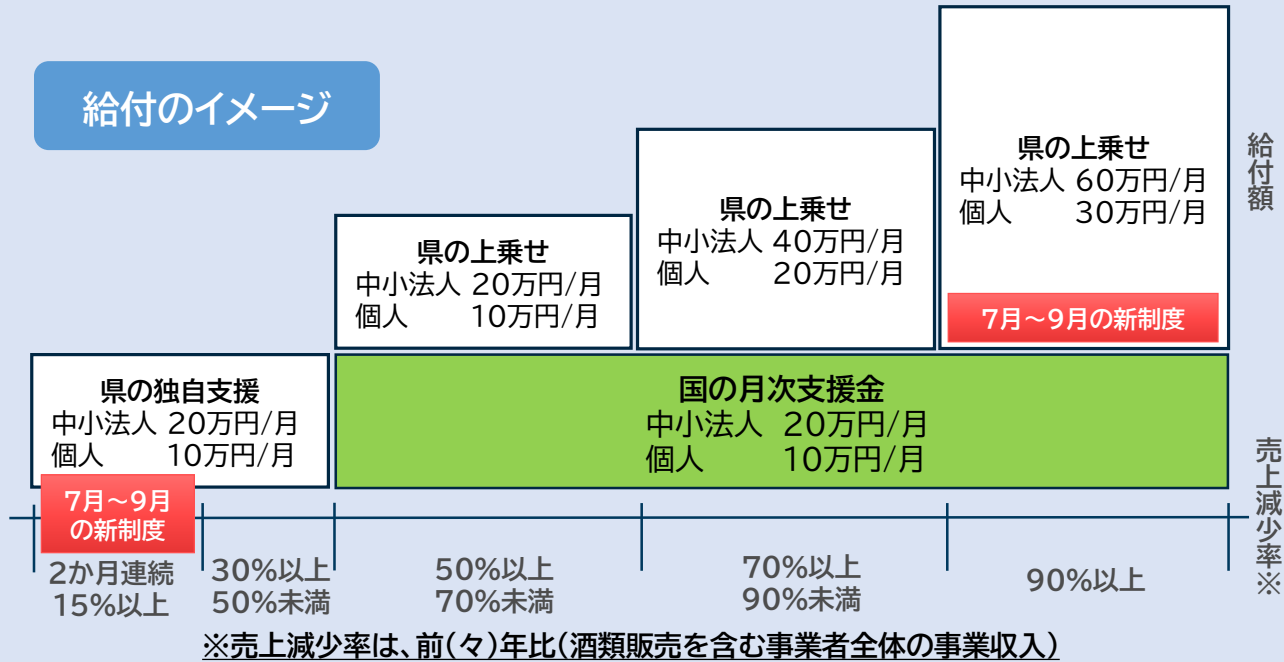 給付のイメージ
県の上乗せ
中小法人 60万円/月
個人 30万円/月
7月～9月の新制度
県の上乗せ
中小法人 40万円/月
個人 20万円/月
県の上乗せ
中小法人 20万円/月
個人 10万円/月
県の独自支援
中小法人 20万円/月
個人 10万円/月
7月～9月
の新制度
国の月次支援金
中小法人 20万円/月
個人 10万円/月
給付額
売上減少率※
2か月連続
15%以上
30%以上
50%未満
50%以上
70%未満
70%以上
90%未満
90%以上
※売上減少率は、前(々)年比(酒類販売を含む事業者全体の事業収入)